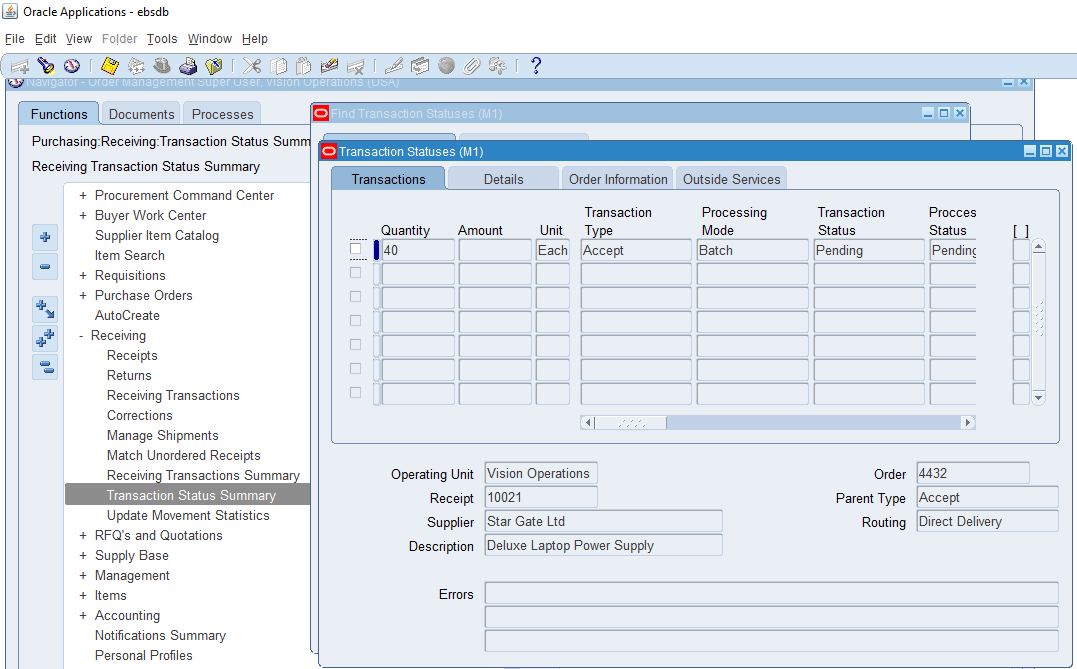 Oracle Applications - ebsdb
File Edit View Folder Tools Window Help
Navigator - Order Management Super User, Vision Operations (USA)
Functions Documents Processes
Purchasing:Receiving:Transaction Status Summ
Receiving Transaction Status Summary
+ Procurement Command Center
+ Buyer Work Center
Supplier Item Catalog
Item Search
+ Requisitions
+ Purchase Orders
AutoCreate
- Receiving
Receipts
Returns
Receiving Transactions
Corrections
Manage Shipments
Match Unordered Receipts
Receiving Transactions Summary
Transaction Status Summary
Update Movement Statistics
+ RFQ's and Quotations
+ Supply Base
+ Management
+ Items
+ Accounting
Notifications Summary
Personal Profiles
Find Transaction Statuses (M1)
Transaction Statuses (M1)
Transactions Details Order Information Outside Services
Transaction Processing Transaction Procces
Quantity Amount Unit Type Mode Status Status [ ]
40 Each Accept Batch Pending Pending
Operating Unit Vision Operations Order 4432
Receipt 10021 Parent Type Accept
Supplier Star Gate Ltd Routing Direct Delivery
Description Deluxe Laptop Power Supply
Errors